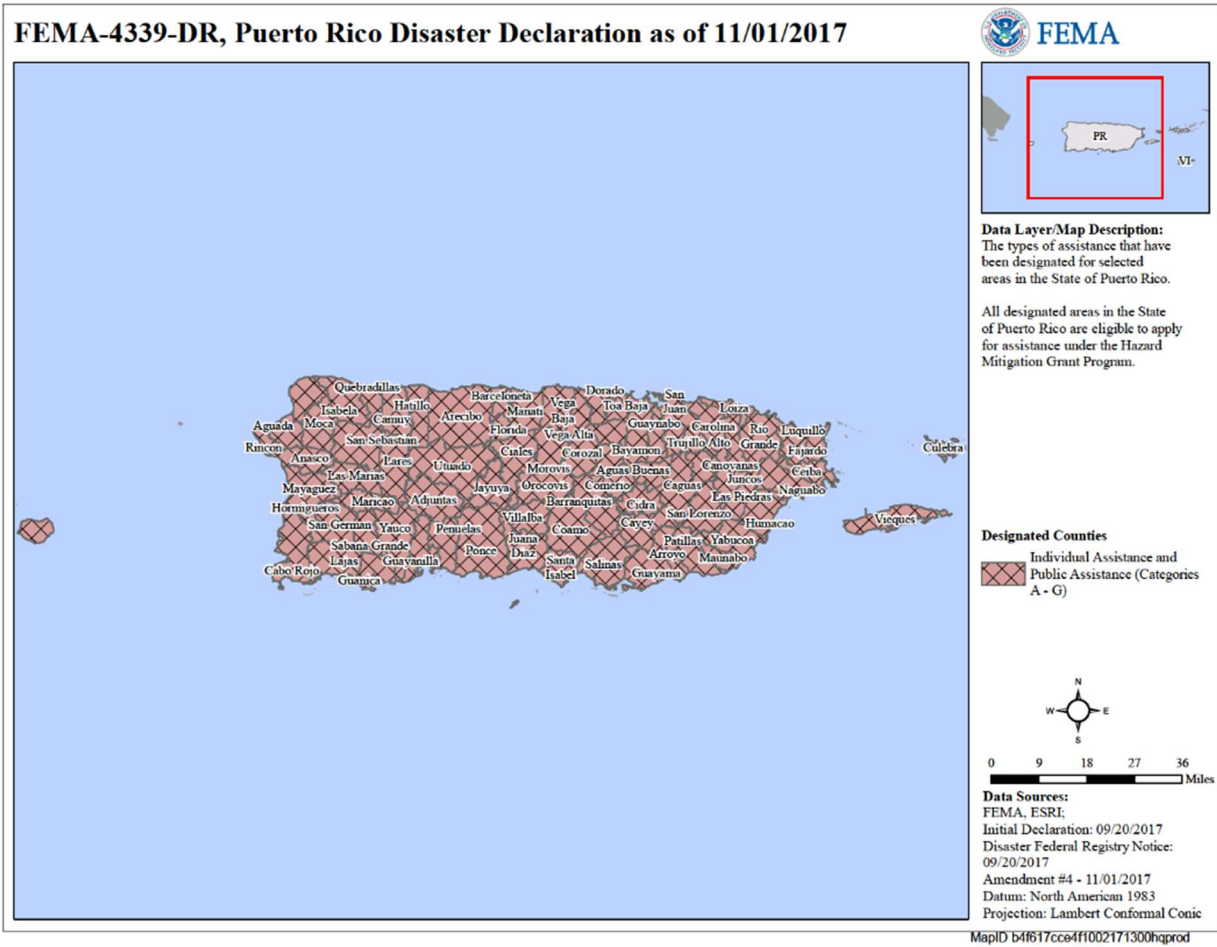 FEMA-4339-DR, Puerto Rico Disaster Declaration as of 11/01/2017
FEMA
PR
VI
Data Layer/Map Description:
The types of assistance that have
been designated for selected
areas in the State of Puerto Rico.
All designated areas in the State
of Puerto Rico are eligible to apply
for assistance under the Hazard
Mitigation Grant Program.
Quebradillas
Isabela
Hatillo
Camuy
Aguada
Moca
Arecibo
Barceloneta
Manati
Florida
Vega
Baja
Dorado
Toa Baja
San
Juan
Loiza
Guaynabo
Carolina
Rio
Grande
Luquillo
Rincon
San Sebastian
Ciales
Vega Alta
Corozal
Bayamon
Trujillo Alto
Fajardo
Culebra
Anasco
Lares
Utuado
Morovis
Aguas Buenas
Canovanas
Ceiba
Las Marias
Juncos
Mayaguez
Jayuya
Orocovis
Comerio
Caguas
Naguabo
Hormigueros
Maricao
Adjuntas
Barranquitas
Cidra
Las Piedras
San German
Yauco
Penuelas
Villalba
Coamo
Cayey
San Lorenzo
Humacao
Vieques
Sabana Grande
Ponce
Juana
Diaz
Patillas
Yabucoa
Cabo Rojo
Lajas
Guayanilla
Santa
Isabel
Salinas
Arroyo
Maunabo
Guanica
Guayama
Designated Counties
Individual Assistance and
Public Assistance (Categories
A - G)
N
W
E
S
0 9 18 27 36
Miles
Data Sources:
FEMA, ESRI;
Initial Declaration: 09/20/2017
Disaster Federal Registry Notice:
09/20/2017
Amendment #4 - 11/01/2017
Datum: North American 1983
Projection: Lambert Conformal Conic
MapID b4f617cce4f1002171300hqprod